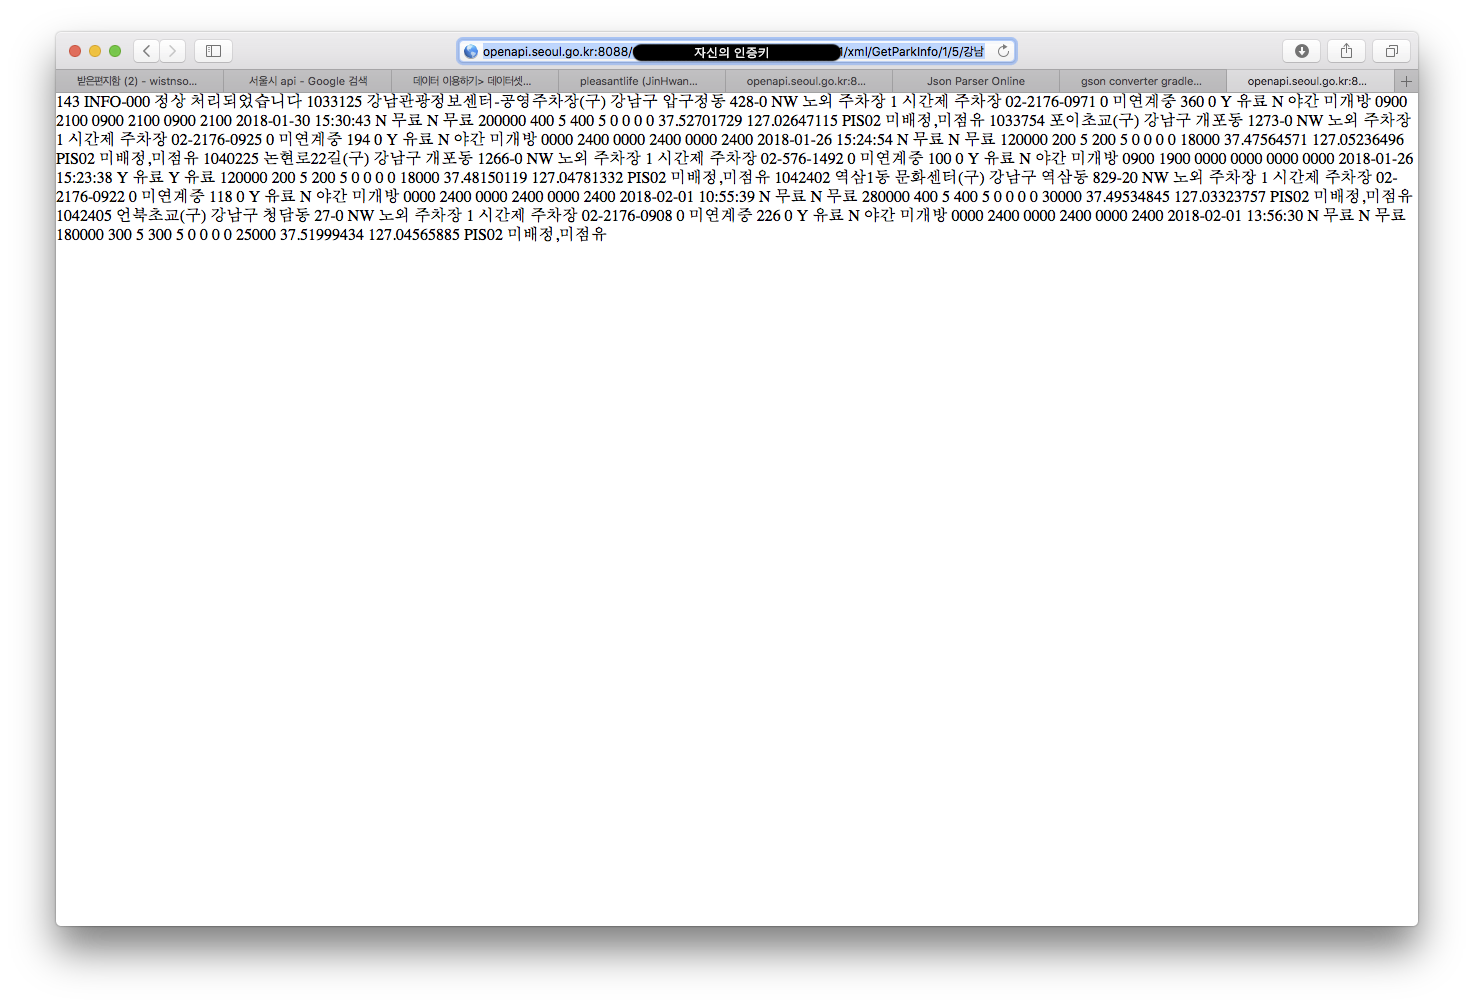 openapi.seoul.go.kr:8088/ 자신의 인증키 1/xml/GetParkInfo/1/5/강남
받은편지함 (2) - wistnso... 서울시 api - Google 검색 데이터 이용하기> 데이터셋... pleasantlife (JinHwan... openapi.seoul.go.kr:8... Json Parser Online gson converter gradle... openapi.seoul.go.kr:8...
143 INFO-000 정상 처리되었습니다 1033125 강남관광정보센터-공영주차장(구) 강남구 압구정동 428-0 NW 노외 주차장 1 시간제 주차장 02-2176-0971 0 미연계중 360 0 Y 유료 N 야간 미개방 0900
2100 0900 2100 0900 2100 2018-01-30 15:30:43 N 무료 N 무료 200000 400 5 400 5 0 0 0 0 37.52701729 127.02647115 PIS02 미배정,미점유 1033754 포이초교(구) 강남구 개포동 1273-0 NW 노외 주차장
1 시간제 주차장 02-2176-0925 0 미연계중 194 0 Y 유료 N 야간 미개방 0000 2400 0000 2400 0000 2400 2018-01-26 15:24:54 N 무료 N 무료 120000 200 5 200 5 0 0 0 0 18000 37.47564571 127.05236496
PIS02 미배정,미점유 1040225 논현로22길(구) 강남구 개포동 1266-0 NW 노외 주차장 1 시간제 주차장 02-576-1492 0 미연계중 100 0 Y 유료 N 야간 미개방 0900 1900 0000 0000 0000 0000 2018-01-26
15:23:38 Y 유료 Y 유료 120000 200 5 200 5 0 0 0 0 18000 37.48150119 127.04781332 PIS02 미배정,미점유 1042402 역삼1동 문화센터(구) 강남구 역삼동 829-20 NW 노외 주차장 1 시간제 주차장 02-
2176-0922 0 미연계중 118 0 Y 유료 N 야간 미개방 0000 2400 0000 2400 0000 2400 2018-02-01 10:55:39 N 무료 N 무료 280000 400 5 400 5 0 0 0 0 30000 37.49534845 127.03323757 PIS02 미배정,미점유
1042405 언북초교(구) 강남구 청담동 27-0 NW 노외 주차장 1 시간제 주차장 02-2176-0908 0 미연계중 226 0 Y 유료 N 야간 미개방 0000 2400 0000 2400 0000 2400 2018-02-01 13:56:30 N 무료 N 무료
180000 300 5 300 5 0 0 0 0 25000 37.51999434 127.04565885 PIS02 미배정,미점유